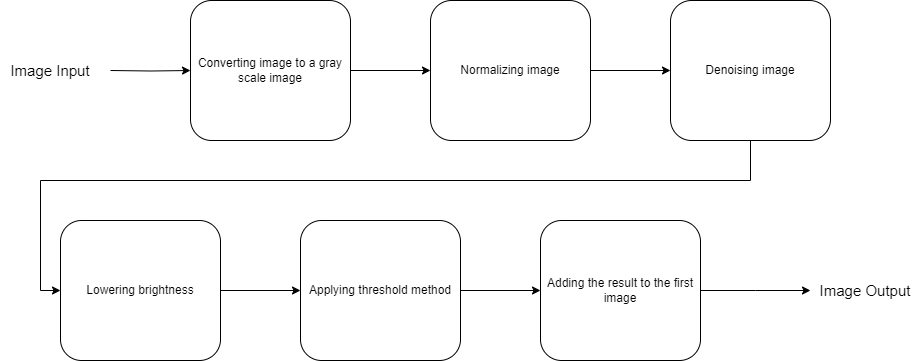 Image Input
Converting image to a gray
scale image
Normalizing image
Denoising image
Lowering brightness
Applying threshold method
Adding the result to the first
image
Image Output